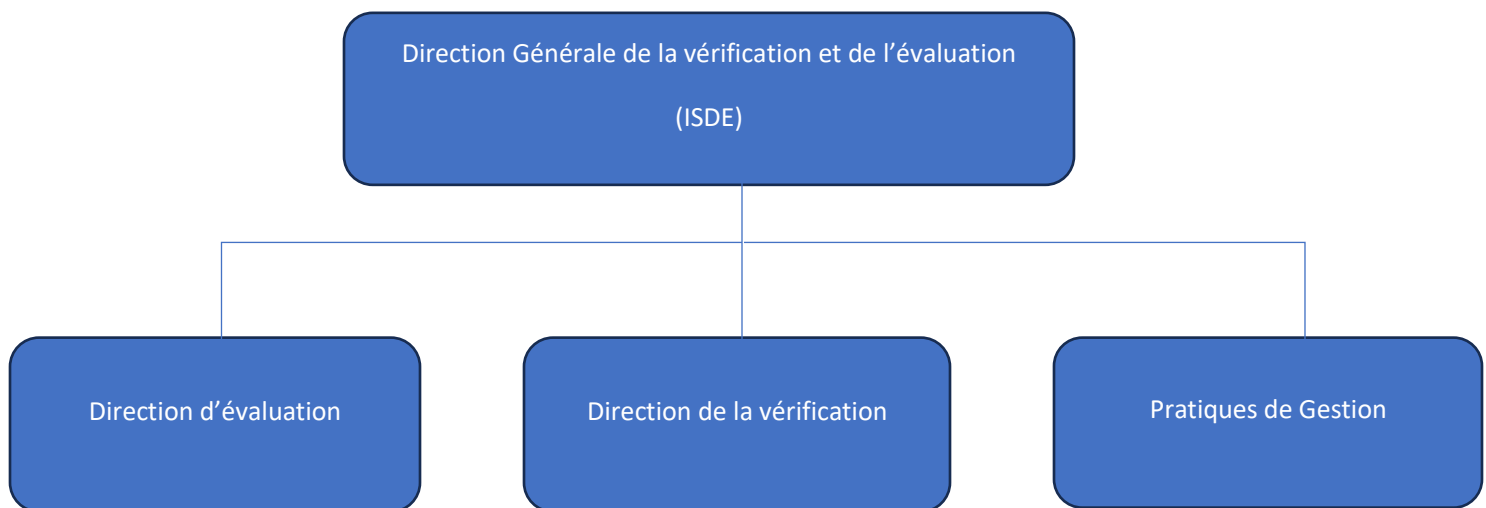 Direction Générale de la vérification et de l’évaluation
(ISDE)
Direction d’évaluation
Direction de la vérification
Pratiques de Gestion